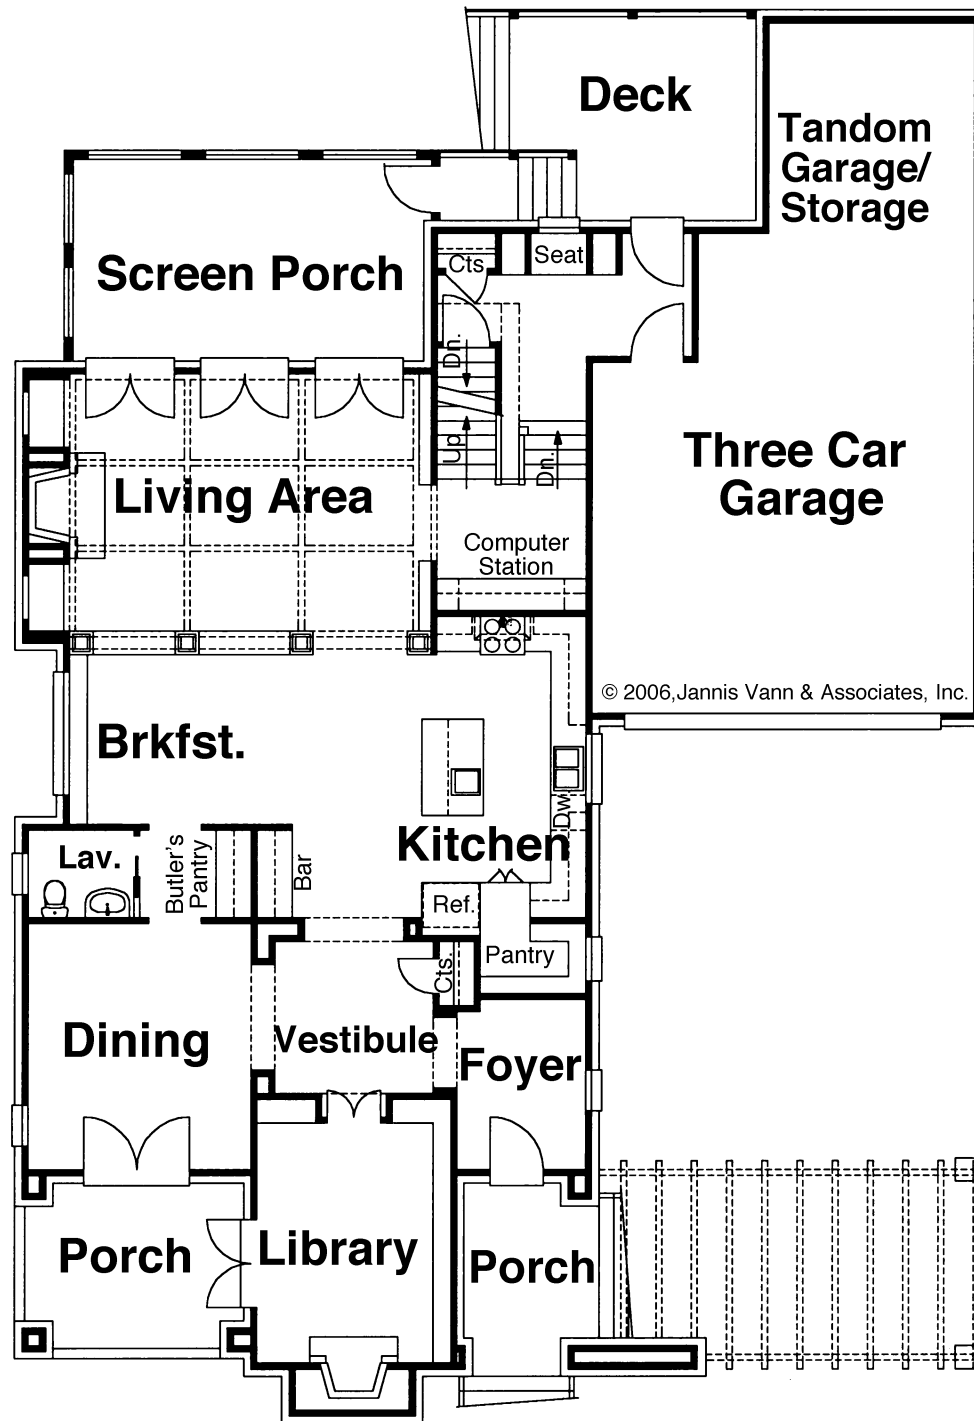 Deck
Tandom
Garage/
Storage
Screen Porch
Cts
Seat
Dn.
Up
Dn.
Three Car
Garage
Living Area
Computer
Station
© 2006,Jannis Vann & Associates, Inc.
Brkfst.
Dw.
Kitchen
Lav.
Butler's
Pantry
Bar
Ref.
Pantry
Cts.
Dining
Vestibule
Foyer
Porch
Library
Porch